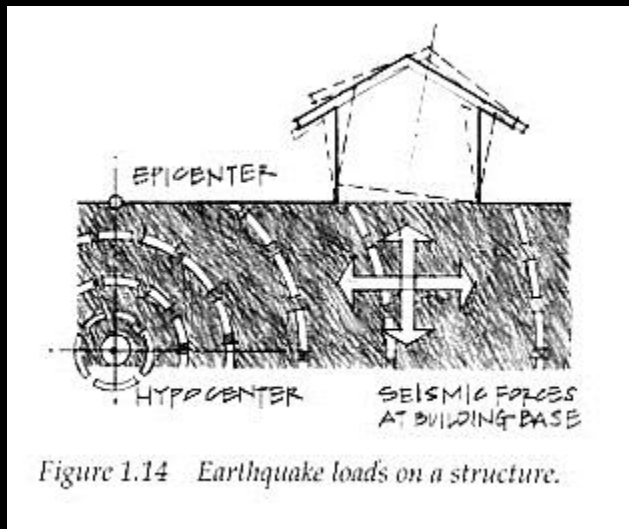 EPICENTER
HYPOCENTER
SEISMIC FORCES
AT BUILDING BASE
Figure 1.14 Earthquake loads on a structure.